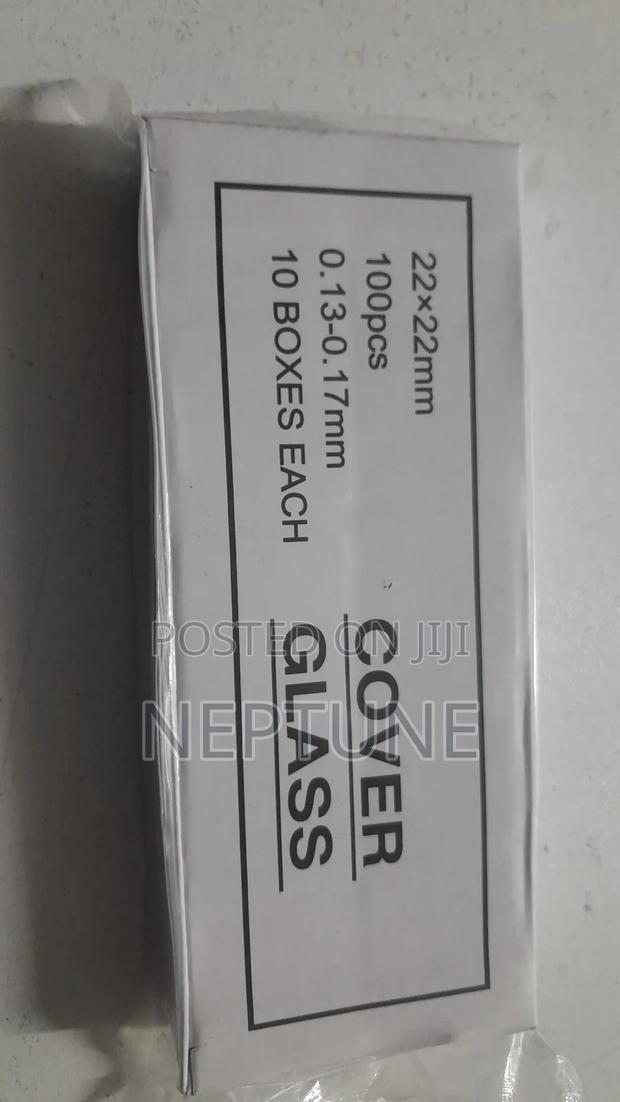 22×22mm
100pcs
0.13-0.17mm
10 BOXES EACH
COVER
GLASS
POSTED ON JIJI
NEPTUNE